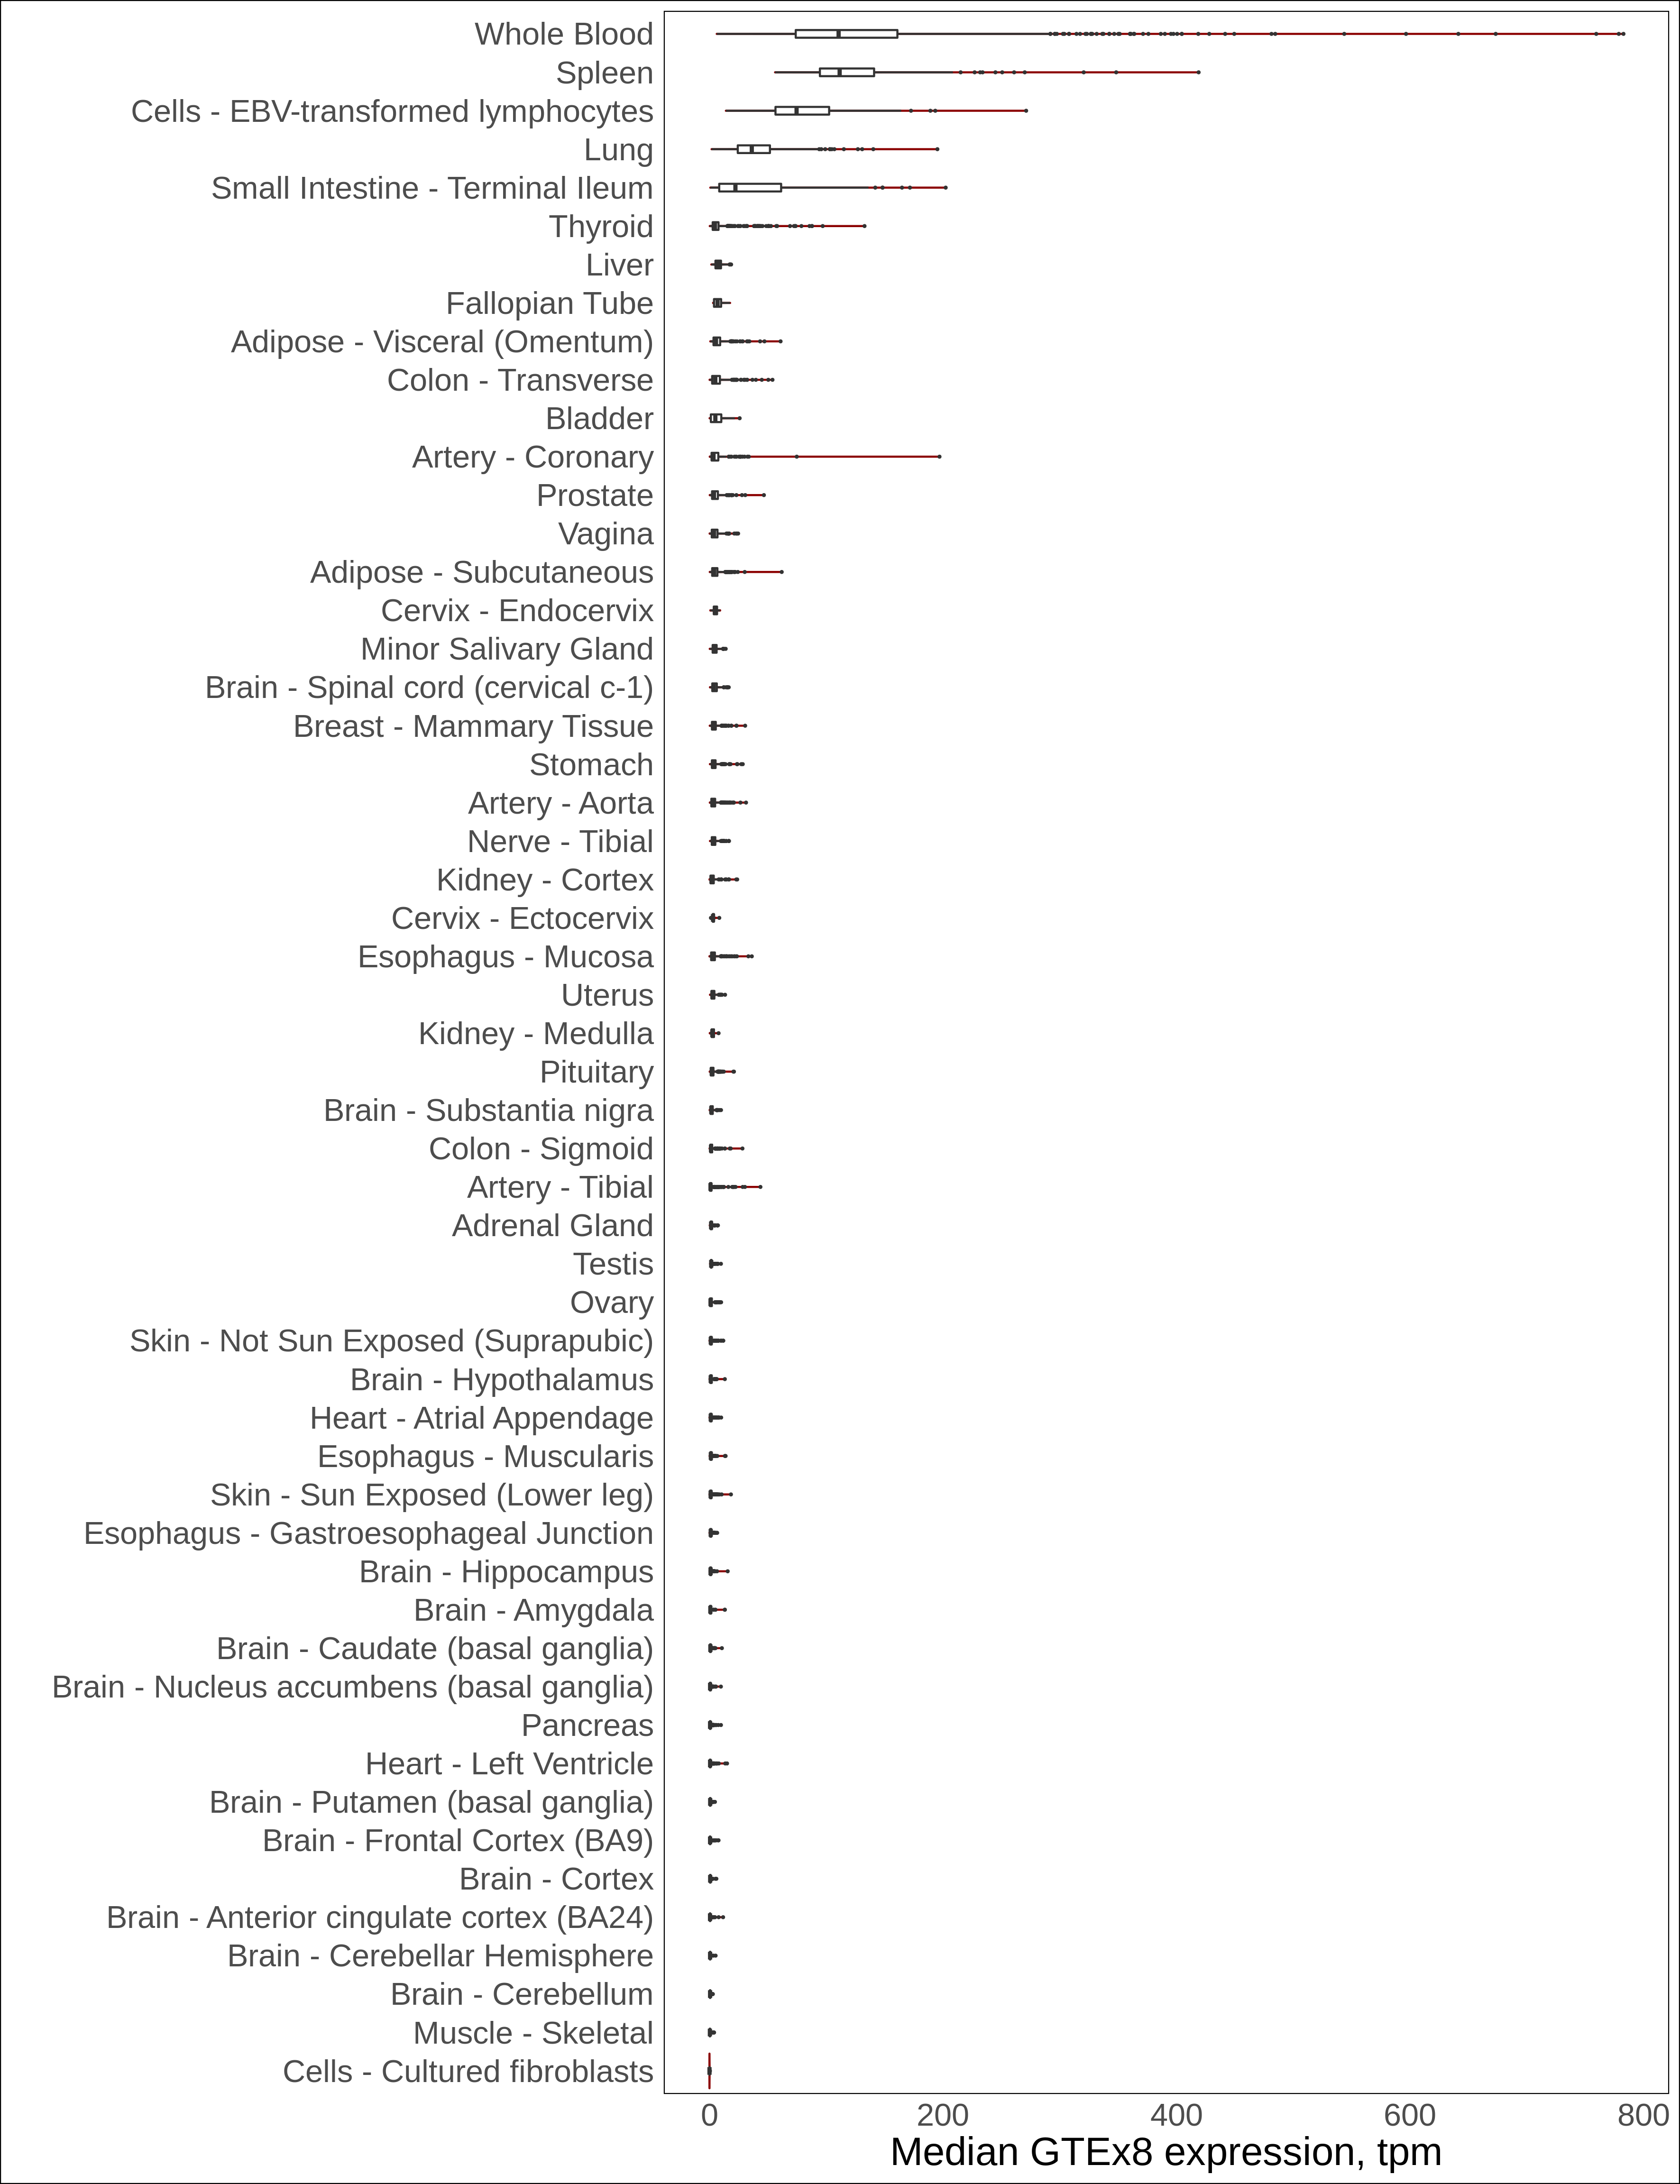 Whole Blood
Spleen
Cells - EBV-transformed lymphocytes
Lung
Small Intestine - Terminal Ileum
Thyroid
Liver
Fallopian Tube
Adipose - Visceral (Omentum)
Colon - Transverse
Bladder
Artery - Coronary
Prostate
Vagina
Adipose - Subcutaneous
Cervix - Endocervix
Minor Salivary Gland
Brain - Spinal cord (cervical c-1)
Breast - Mammary Tissue
Stomach
Artery - Aorta
Nerve - Tibial
Kidney - Cortex
Cervix - Ectocervix
Esophagus - Mucosa
Uterus
Kidney - Medulla
Pituitary
Brain - Substantia nigra
Colon - Sigmoid
Artery - Tibial
Adrenal Gland
Testis
Ovary
Skin - Not Sun Exposed (Suprapubic)
Brain - Hypothalamus
Heart - Atrial Appendage
Esophagus - Muscularis
Skin - Sun Exposed (Lower leg)
Esophagus - Gastroesophageal Junction
Brain - Hippocampus
Brain - Amygdala
Brain - Caudate (basal ganglia)
Brain - Nucleus accumbens (basal ganglia)
Pancreas
Heart - Left Ventricle
Brain - Putamen (basal ganglia)
Brain - Frontal Cortex (BA9)
Brain - Cortex
Brain - Anterior cingulate cortex (BA24)
Brain - Cerebellar Hemisphere
Brain - Cerebellum
Muscle - Skeletal
Cells - Cultured fibroblasts
0 200 400 600 800
Median GTEx8 expression, tpm